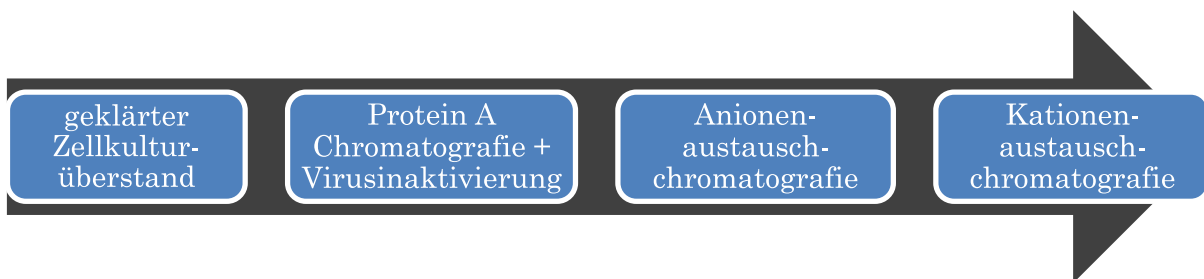 geklärter
Zellkultur-
überstand
Protein A
Chromatografie +
Virusinaktivierung
Anionen-
austausch-
chromatografie
Kationen-
austausch-
chromatografie